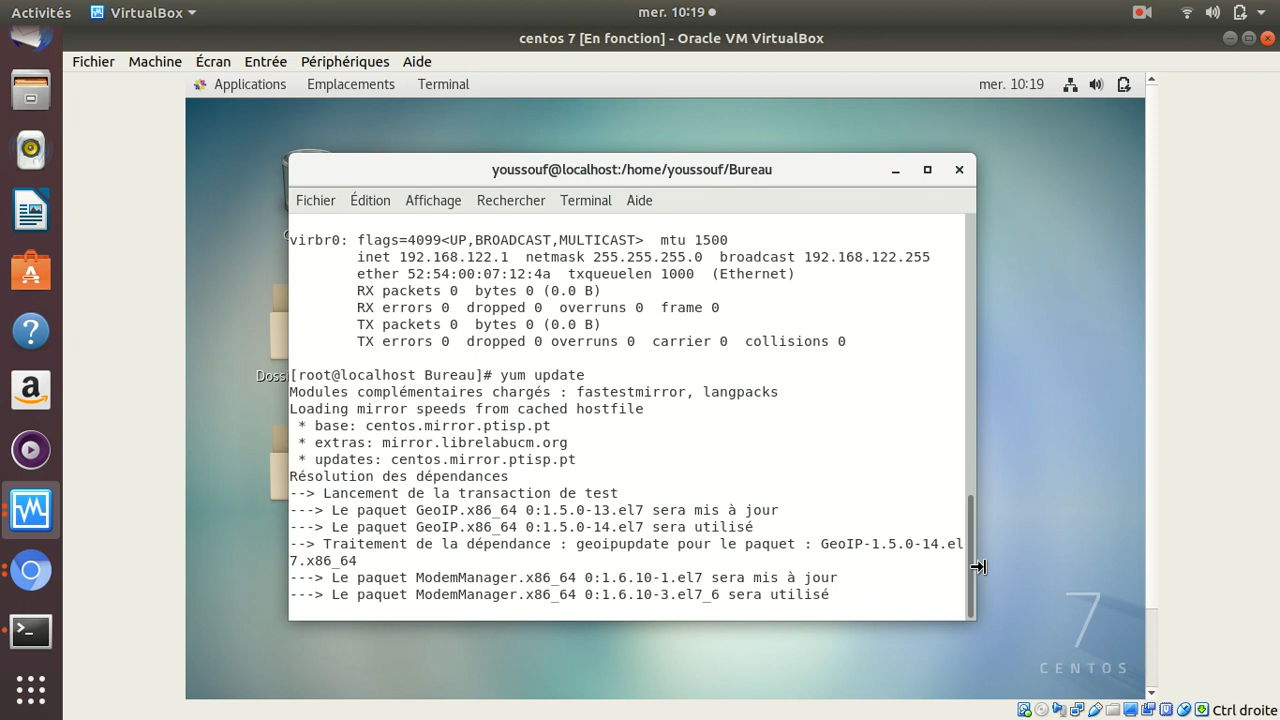 Activités VirtualBox mer. 10:19
centos 7 [En fonction] - Oracle VM VirtualBox
Fichier Machine Écran Entrée Périphériques Aide
Applications Emplacements Terminal mer. 10:19
youssouf@localhost:/home/youssouf/Bureau
Fichier Édition Affichage Rechercher Terminal Aide
virbr0: flags=4099<UP,BROADCAST,MULTICAST>  mtu 1500
        inet 192.168.122.1  netmask 255.255.255.0  broadcast 192.168.122.255
        ether 52:54:00:07:12:4a  txqueuelen 1000  (Ethernet)
        RX packets 0  bytes 0 (0.0 B)
        RX errors 0  dropped 0  overruns 0  frame 0
        TX packets 0  bytes 0 (0.0 B)
        TX errors 0  dropped 0 overruns 0  carrier 0  collisions 0
Doss
[root@localhost Bureau]# yum update
Modules complémentaires chargés : fastestmirror, langpacks
Loading mirror speeds from cached hostfile
 * base: centos.mirror.ptisp.pt
 * extras: mirror.librelabucm.org
 * updates: centos.mirror.ptisp.pt
Résolution des dépendances
--> Lancement de la transaction de test
---> Le paquet GeoIP.x86_64 0:1.5.0-13.el7 sera mis à jour
---> Le paquet GeoIP.x86_64 0:1.5.0-14.el7 sera utilisé
--> Traitement de la dépendance : geoipupdate pour le paquet : GeoIP-1.5.0-14.el
7.x86_64
---> Le paquet ModemManager.x86_64 0:1.6.10-1.el7 sera mis à jour
---> Le paquet ModemManager.x86_64 0:1.6.10-3.el7_6 sera utilisé
7
CENTOS
Ctrl droite